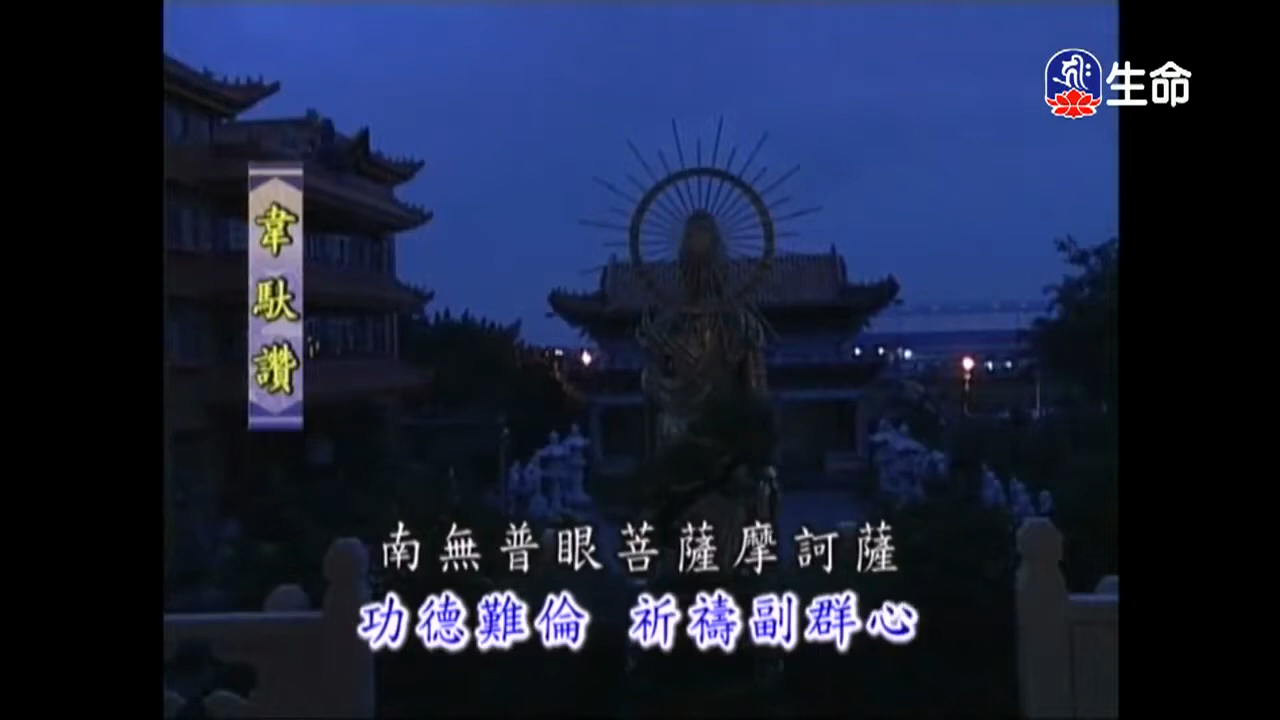 生命
韋馱讚
南無普眼菩薩摩訶薩
功德難倫 祈禱副群心